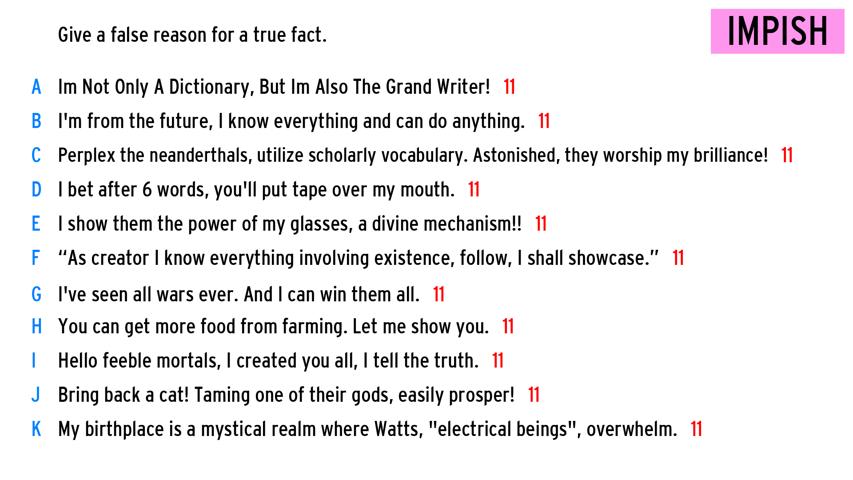 Give a false reason for a true fact.
IMPISH
A Im Not Only A Dictionary, But Im Also The Grand Writer! 11
B I'm from the future, I know everything and can do anything. 11
C Perplex the neanderthals, utilize scholarly vocabulary. Astonished, they worship my brilliance! 11
D I bet after 6 words, you'll put tape over my mouth. 11
E I show them the power of my glasses, a divine mechanism!! 11
F “As creator I know everything involving existence, follow, I shall showcase.” 11
G I've seen all wars ever. And I can win them all. 11
H You can get more food from farming. Let me show you. 11
I Hello feeble mortals, I created you all, I tell the truth. 11
J Bring back a cat! Taming one of their gods, easily prosper! 11
K My birthplace is a mystical realm where Watts, "electrical beings", overwhelm. 11